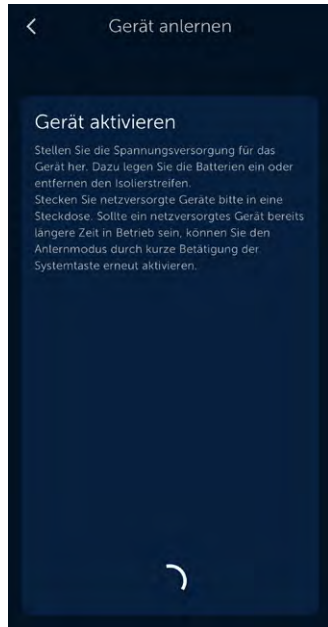 Gerät anlernen
Gerät aktivieren
Stellen Sie die Spannungsversorgung für das
Gerät her. Dazu legen Sie die Batterien ein oder
entfernen den Isolierstreifen.
Stecken Sie netzversorgte Geräte bitte in eine
Steckdose. Sollte ein netzversorgtes Gerät bereits
längere Zeit in Betrieb sein, können Sie den
Anlernmodus durch kurze Betätigung der
Systemtaste erneut aktivieren.